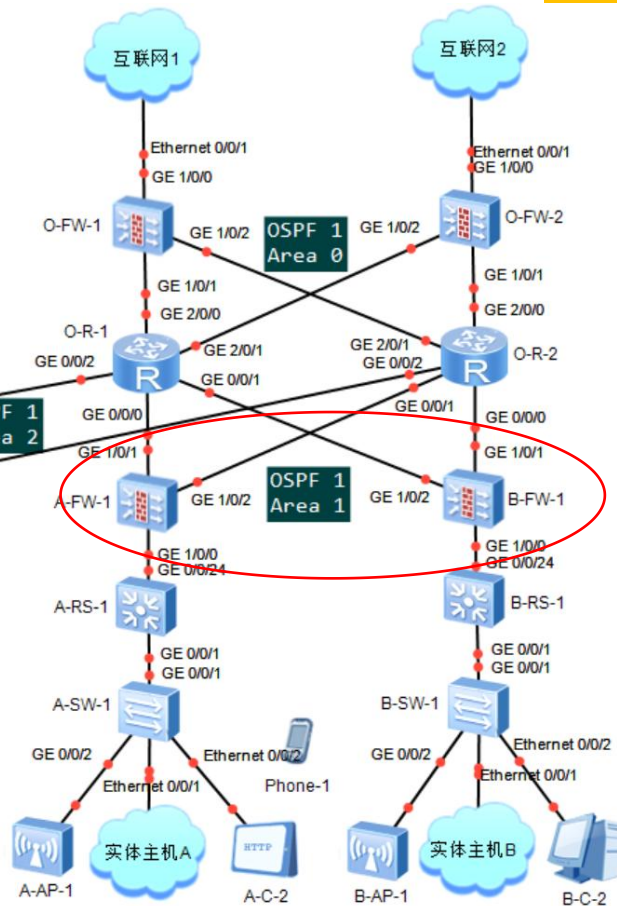 互联网1
互联网2
Ethernet 0/0/1
Ethernet 0/0/1
GE 1/0/0
GE 1/0/0
O-FW-1
O-FW-2
GE 1/0/2
OSPF 1
Area 0
GE 1/0/2
GE 1/0/1
GE 1/0/1
GE 2/0/0
GE 2/0/0
O-R-1
O-R-2
GE 2/0/1
GE 2/0/1
GE 0/0/2
GE 0/0/2
R
R
GE 0/0/1
GE 0/0/1
F 1
a 2
GE 0/0/0
GE 0/0/0
GE 1/0/1
GE 1/0/1
A-FW-1
GE 1/0/2
OSPF 1
Area 1
GE 1/0/2
B-FW-1
GE 1/0/0
GE 1/0/0
GE 0/0/24
GE 0/0/24
A-RS-1
B-RS-1
GE 0/0/1
GE 0/0/1
GE 0/0/1
GE 0/0/1
A-SW-1
B-SW-1
GE 0/0/2
Ethernet 0/0/2
GE 0/0/2
Ethernet 0/0/2
Ethernet 0/0/1
Phone-1
Ethernet 0/0/1
实体主机A
HTTP
实体主机B
A-AP-1
A-C-2
B-AP-1
B-C-2